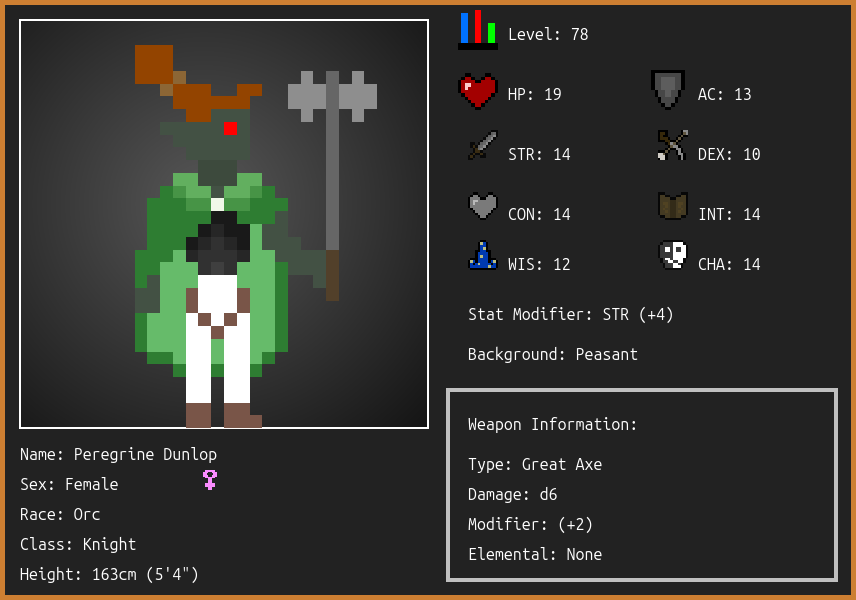 Level: 78
HP: 19
AC: 13
STR: 14
DEX: 10
CON: 14
INT: 14
WIS: 12
CHA: 14
Stat Modifier: STR (+4)
Background: Peasant
Weapon Information:
Type: Great Axe
Damage: d6
Modifier: (+2)
Elemental: None
Name: Peregrine Dunlop
Sex: Female
Race: Orc
Class: Knight
Height: 163cm (5'4")